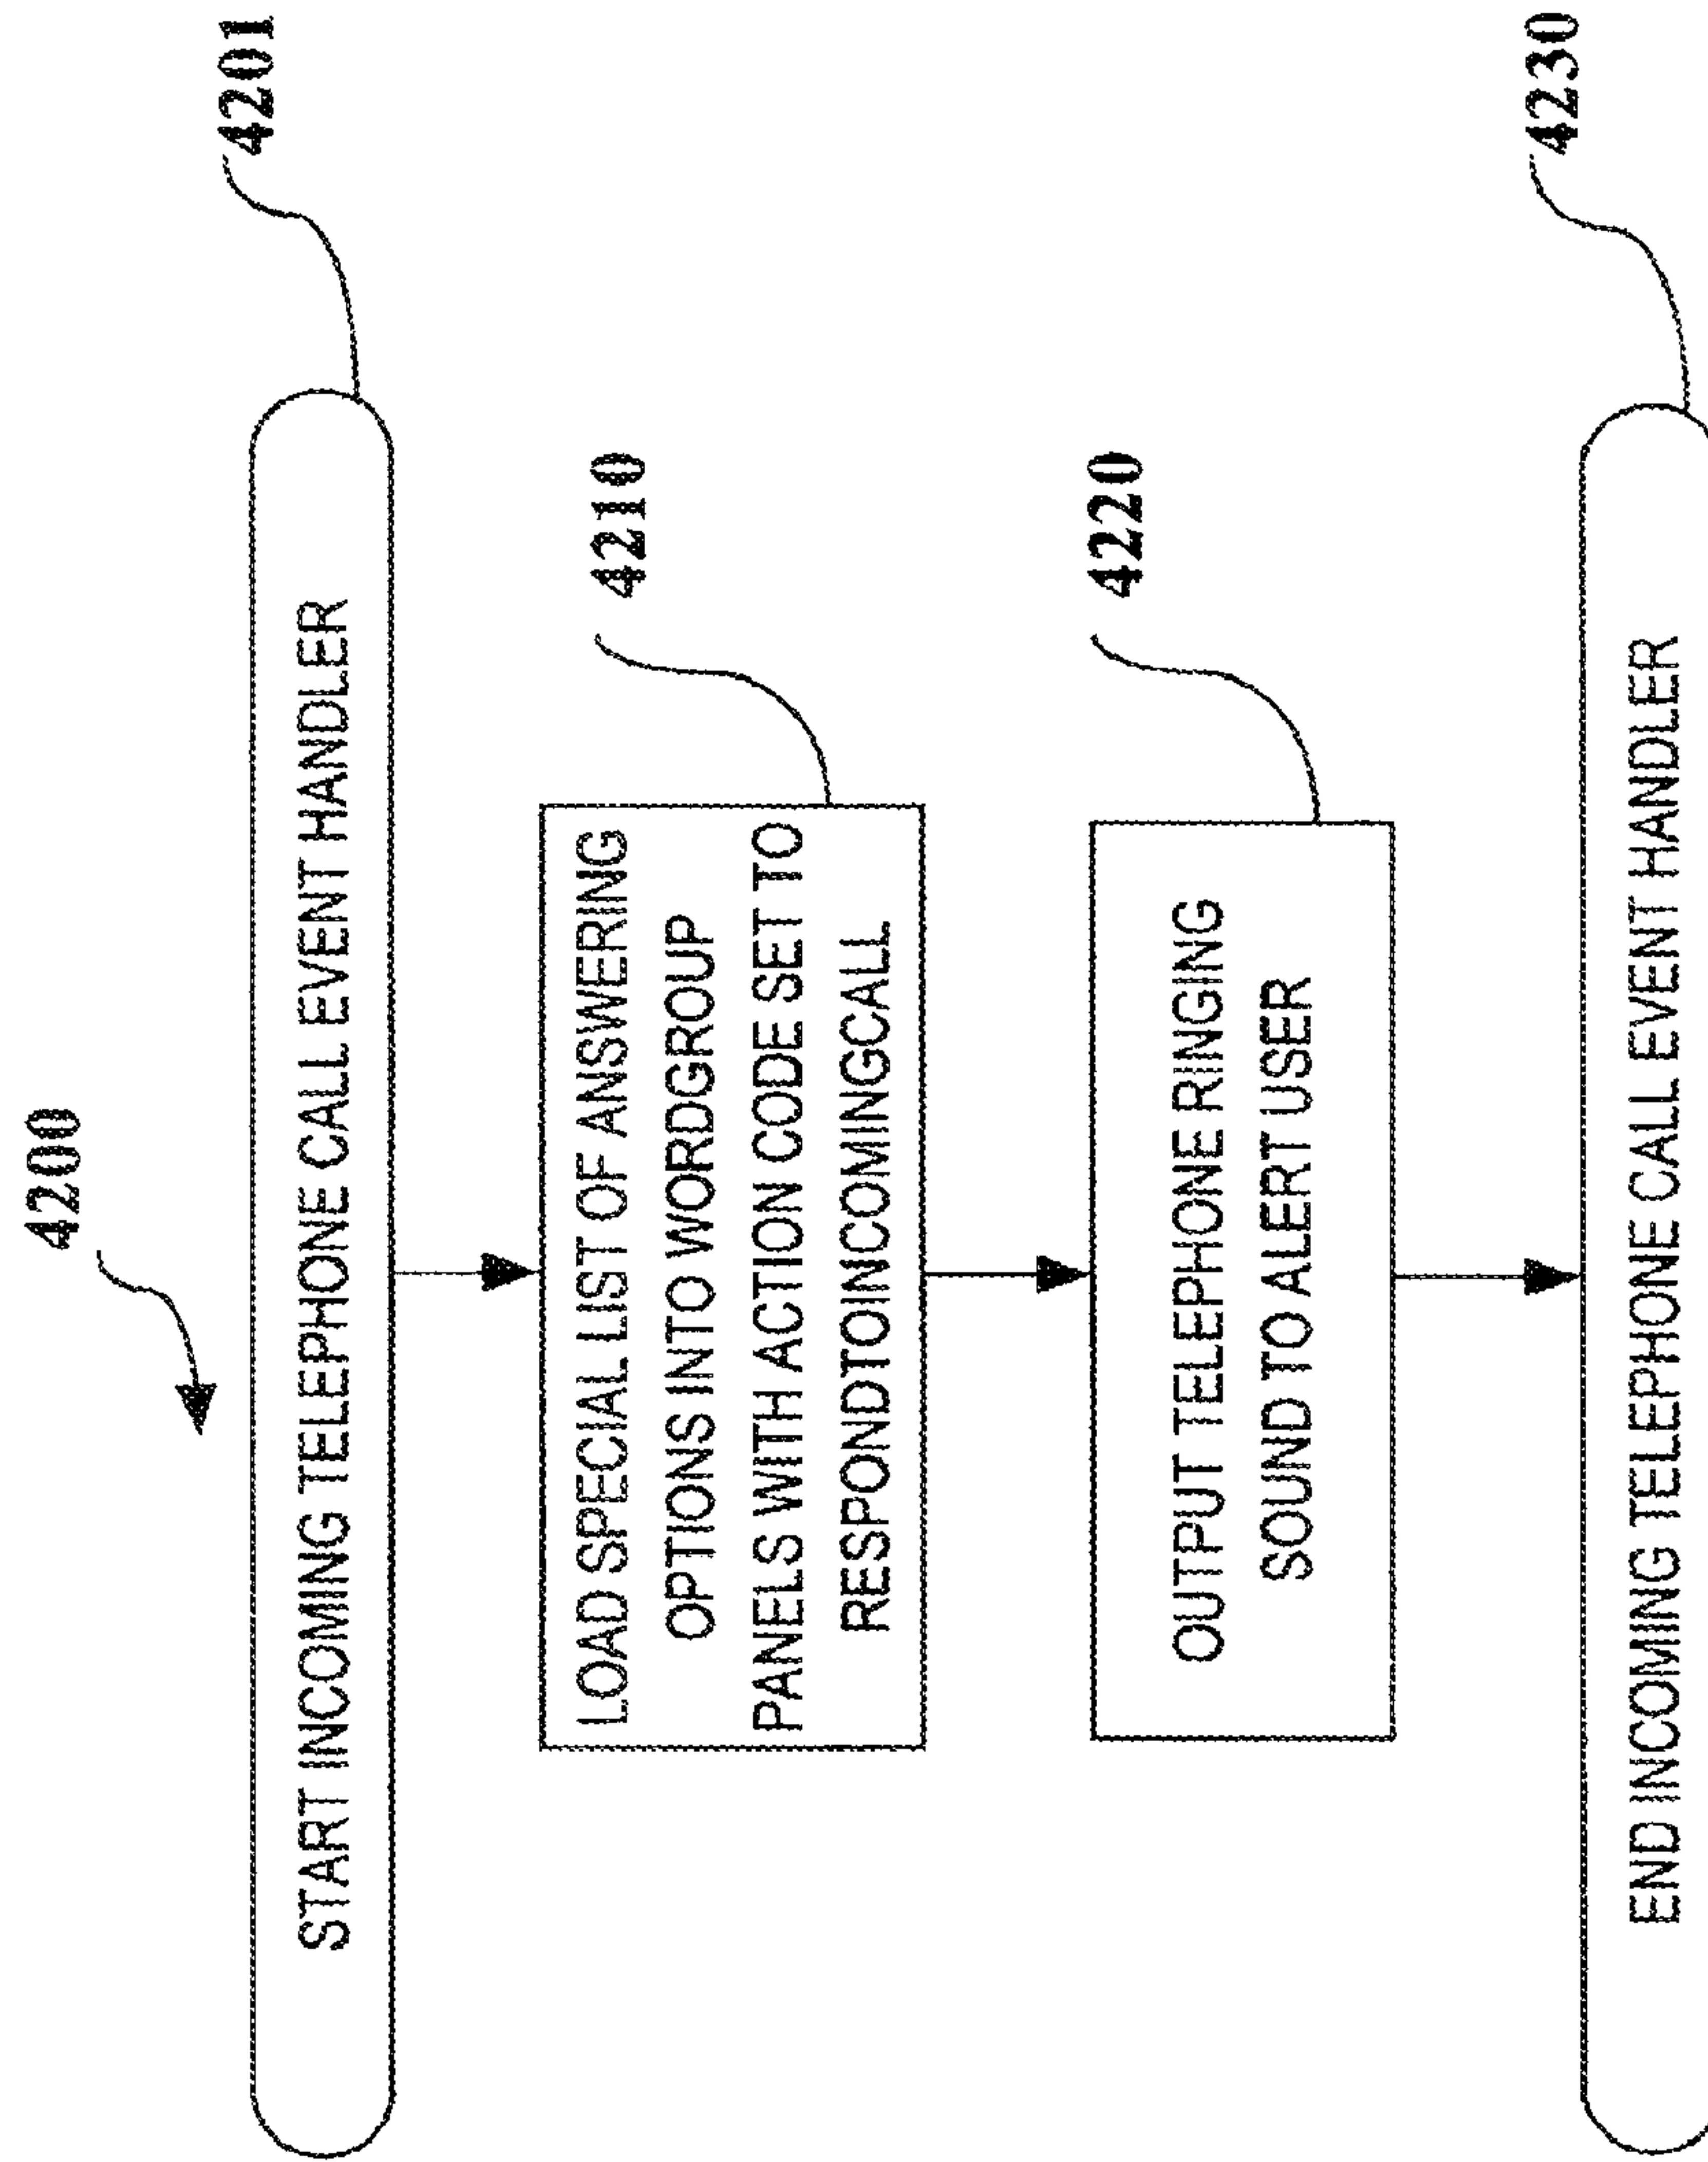 4200
START INCOMING TELEPHONE CALL EVENT HANDLER
4201
LOAD SPECIAL LIST OF ANSWERING
OPTIONS INTO WORDGROUP
PANELS WITH ACTION CODE SET TO
RESPONDTOINCOMINGCALL
4210
OUTPUT TELEPHONE RINGING
SOUND TO ALERT USER
4220
END INCOMING TELEPHONE CALL EVENT HANDLER
4230